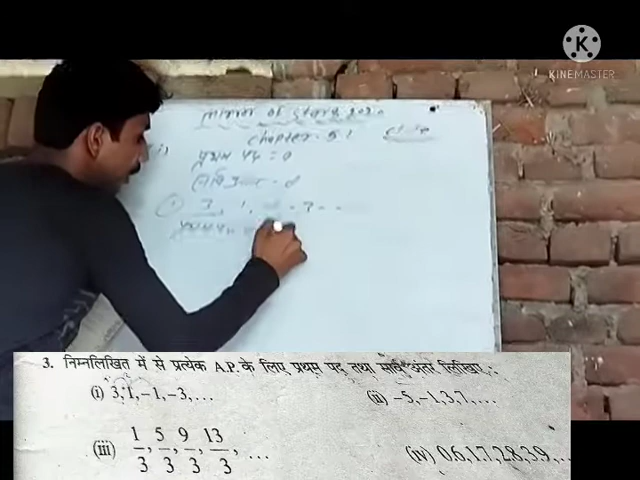 KINEMASTER
Chapter - 5.1
प्रथम पद = a
- d
3, 1, -3 - -
3. निम्नलिखित में से प्रत्येक A.P. के लिए प्रथम पद तथा सार्व अंतर लिखिए :
(i) 3, 1, -1, -3, ...
(ii) -5, -1, 3, 7, ...
(iii) 1/3, 5/3, 9/3, 13/3, ...
(iv) 0.6, 1.7, 2.8, 3.9, ...